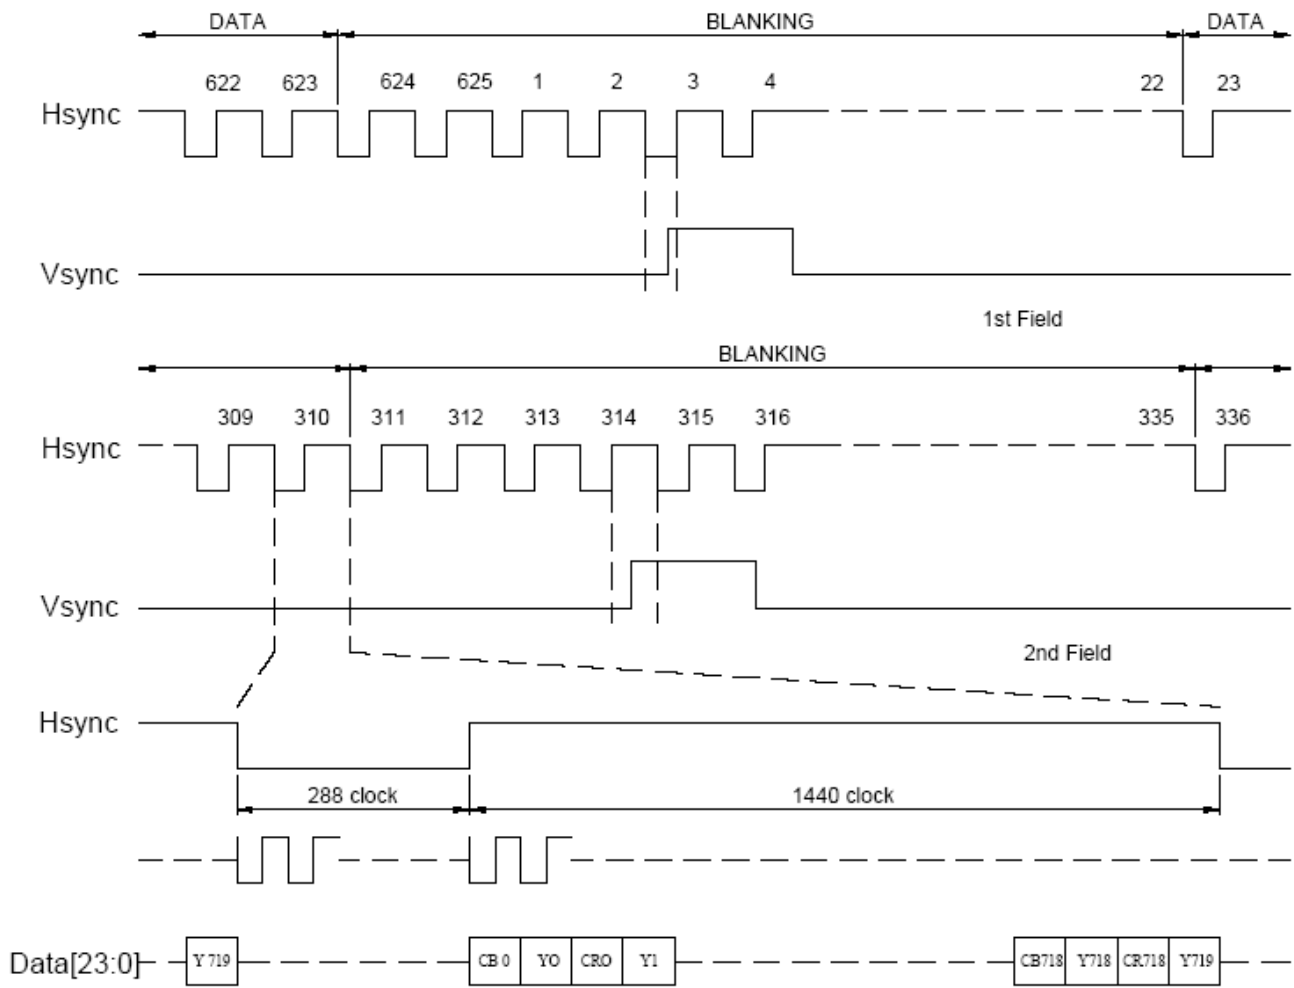 DATA BLANKING DATA
622 623 624 625 1 2 3 4 22 23
Hsync
Vsync
1st Field
BLANKING
309 310 311 312 313 314 315 316 335 336
Hsync
Vsync
2nd Field
Hsync
288 clock 1440 clock
Data[23:0] Y 719 CB 0 Y0 CR0 Y1 CB718 Y718 CR718 Y719